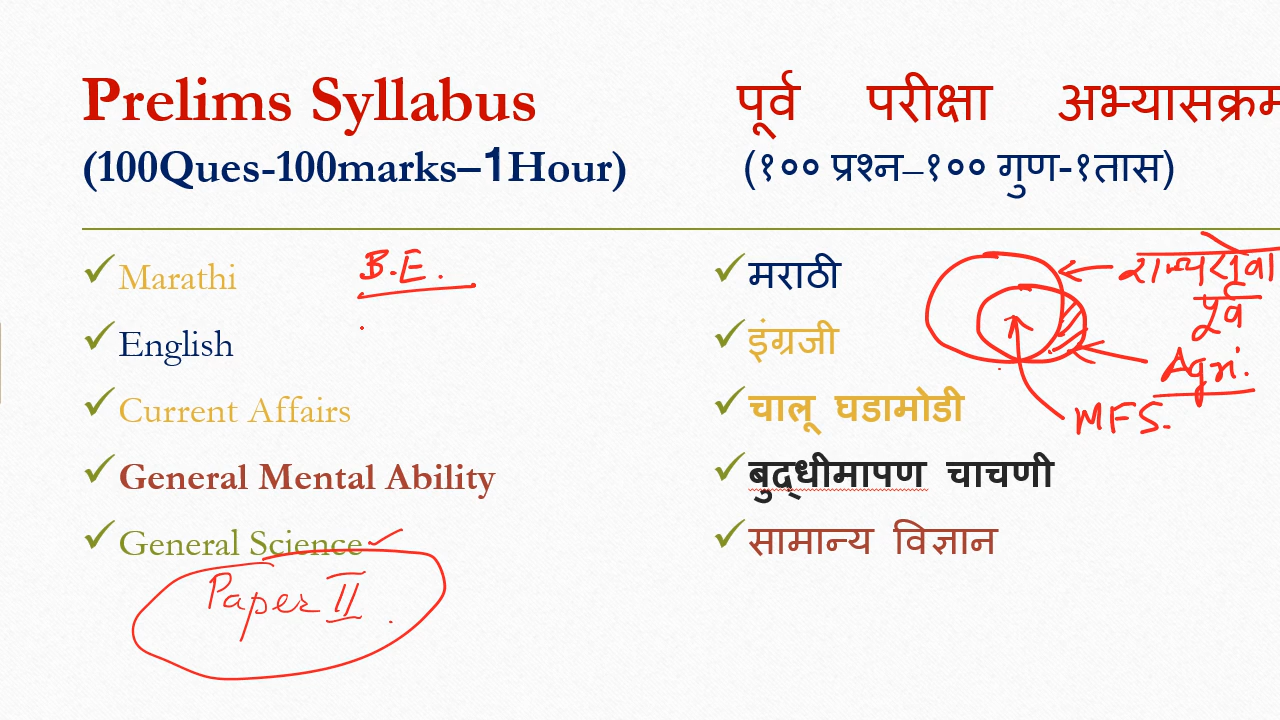 Prelims Syllabus
(100Ques-100marks–1Hour)
Marathi
English
Current Affairs
General Mental Ability
General Science
B.E.
Paper II
पूर्व परीक्षा अभ्यासक्रम
(१०० प्रश्न–१०० गुण-१तास)
मराठी
इंग्रजी
चालू घडामोडी
बुद्धीमापण चाचणी
सामान्य विज्ञान
राज्यसेवा
पूर्व
Agri.
MFS.